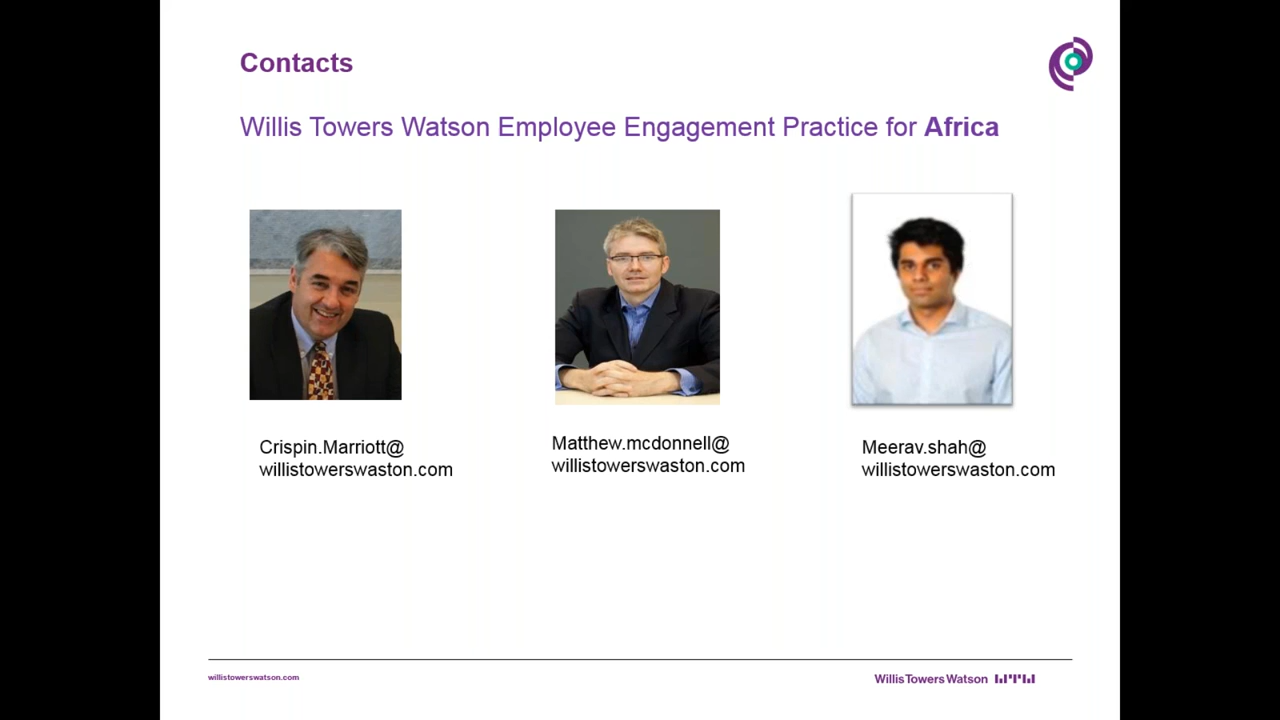 Contacts
Willis Towers Watson Employee Engagement Practice for Africa
Crispin.Marriott@
willistowerswaston.com
Matthew.mcdonnell@
willistowerswaston.com
Meerav.shah@
willistowerswaston.com
willistowerswatson.com
Willis Towers Watson